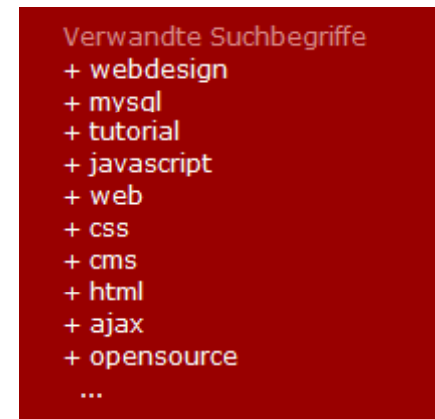 Verwandte Suchbegriffe
+ webdesign
+ mysql
+ tutorial
+ javascript
+ web
+ css
+ cms
+ html
+ ajax
+ opensource
...